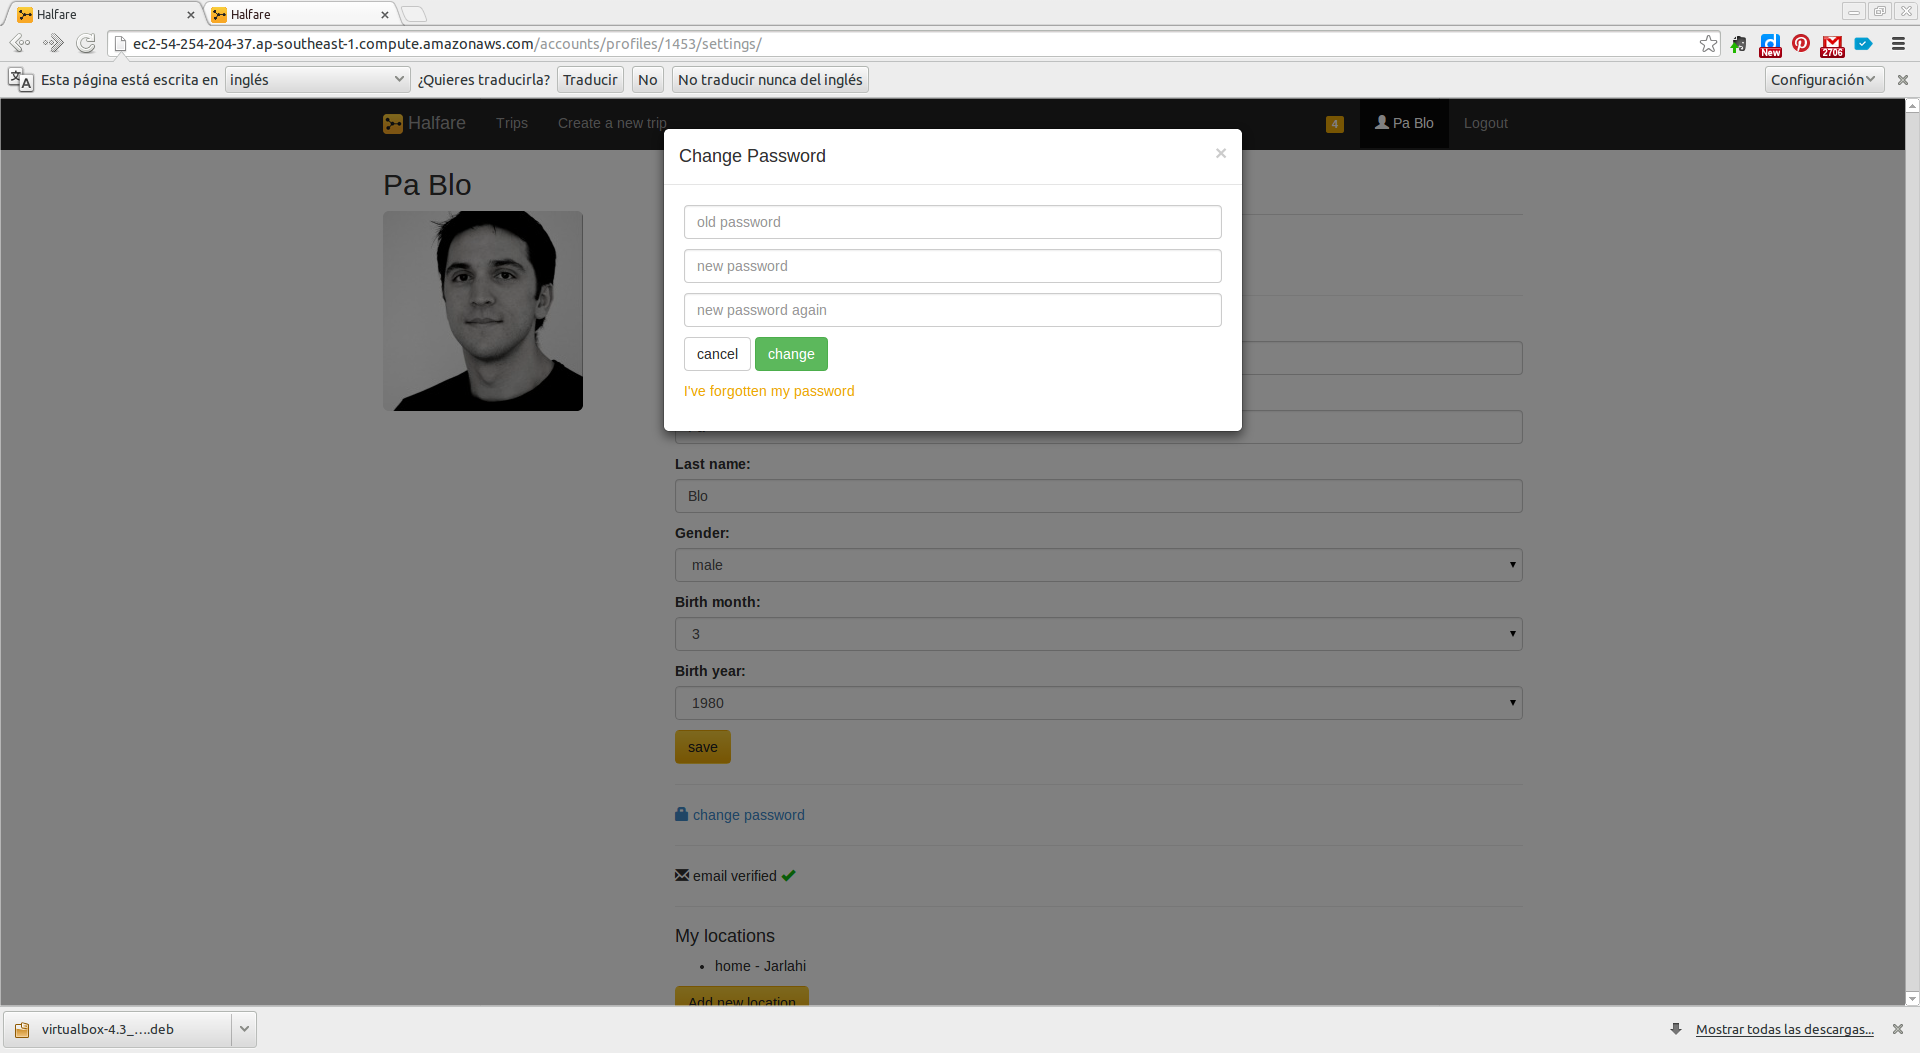 Halfare
Halfare
ec2-54-254-204-37.ap-southeast-1.compute.amazonaws.com/accounts/profiles/1453/settings/
New
2706
Esta página está escrita en inglés ¿Quieres traducirla? Traducir No No traducir nunca del inglés Configuración
Halfare Trips Create a new trip 4 Pa Blo Logout
Pa Blo
Change Password ×
old password
new password
new password again
cancel change
I've forgotten my password
Last name:
Blo
Gender:
male
Birth month:
3
Birth year:
1980
save
change password
email verified
My locations
• home - Jarlahi
Add new location
virtualbox-4.3_....deb
Mostrar todas las descargas...